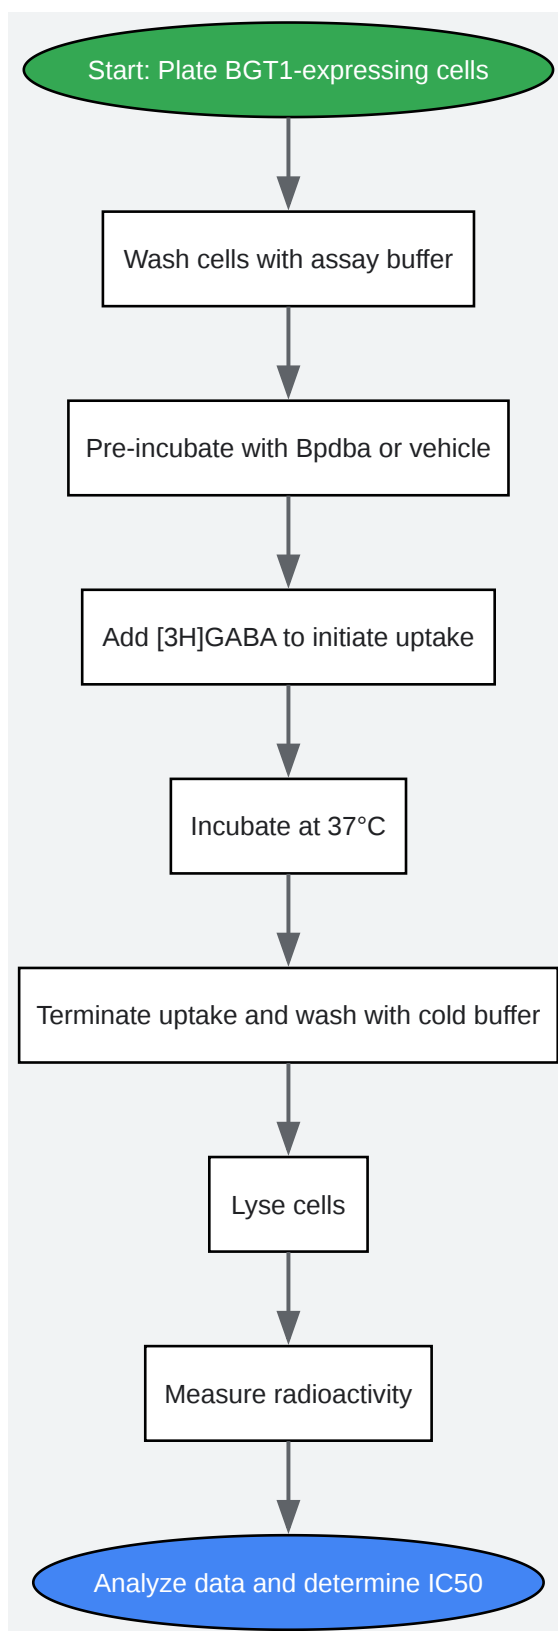 Start: Plate BGT1-expressing cells
Wash cells with assay buffer
Pre-incubate with Bpdba or vehicle
Add [3H]GABA to initiate uptake
Incubate at 37°C
Terminate uptake and wash with cold buffer
Lyse cells
Measure radioactivity
Analyze data and determine IC50